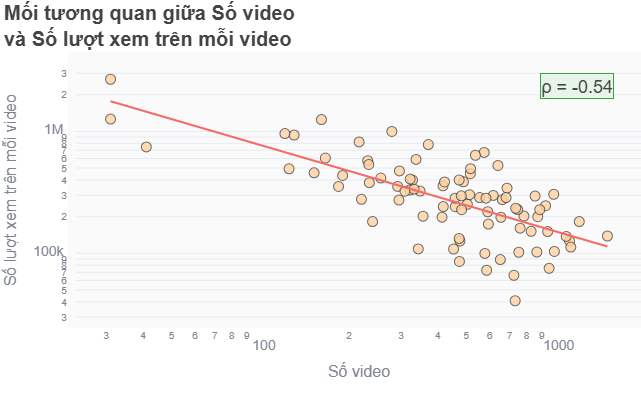 Mối tương quan giữa Số video
và Số lượt xem trên mỗi video
ρ = -0.54
Số lượt xem trên mỗi video
3
2
1M
9
8
7
6
5
4
3
2
100k
9
8
7
6
5
4
3
3 4 5 6 7 8 9 100 2 3 4 5 6 7 8 9 1000
Số video